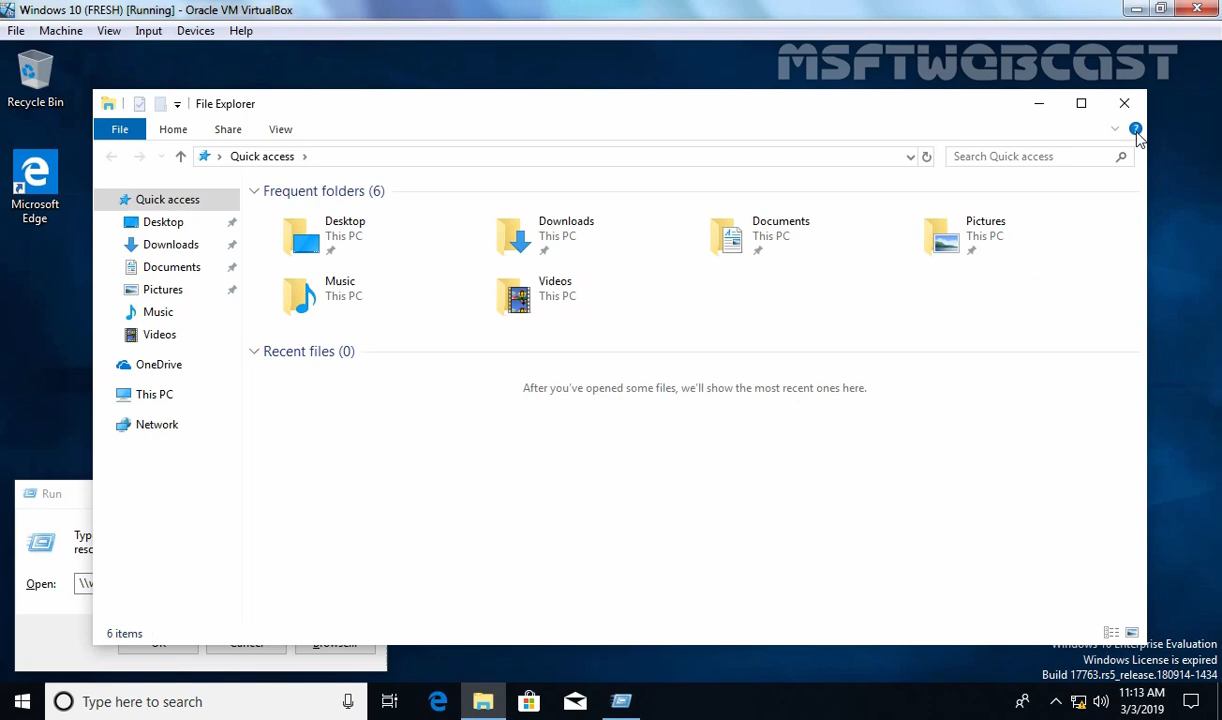 Windows 10 (FRESH) [Running] - Oracle VM VirtualBox
File Machine View Input Devices Help
MSFTWEBCAST
Recycle Bin
File Explorer
File Home Share View
Quick access
Search Quick access
Microsoft
Edge
Quick access
Desktop
Downloads
Documents
Pictures
Music
Videos
OneDrive
This PC
Network
Frequent folders (6)
Desktop
This PC
Downloads
This PC
Documents
This PC
Pictures
This PC
Music
This PC
Videos
This PC
Recent files (0)
After you've opened some files, we'll show the most recent ones here.
6 items
Run
Open:
Windows 10 Enterprise Evaluation
Windows License is expired
Build 17763.rs5_release.180914-1434
Type here to search
11:13 AM
3/3/2019